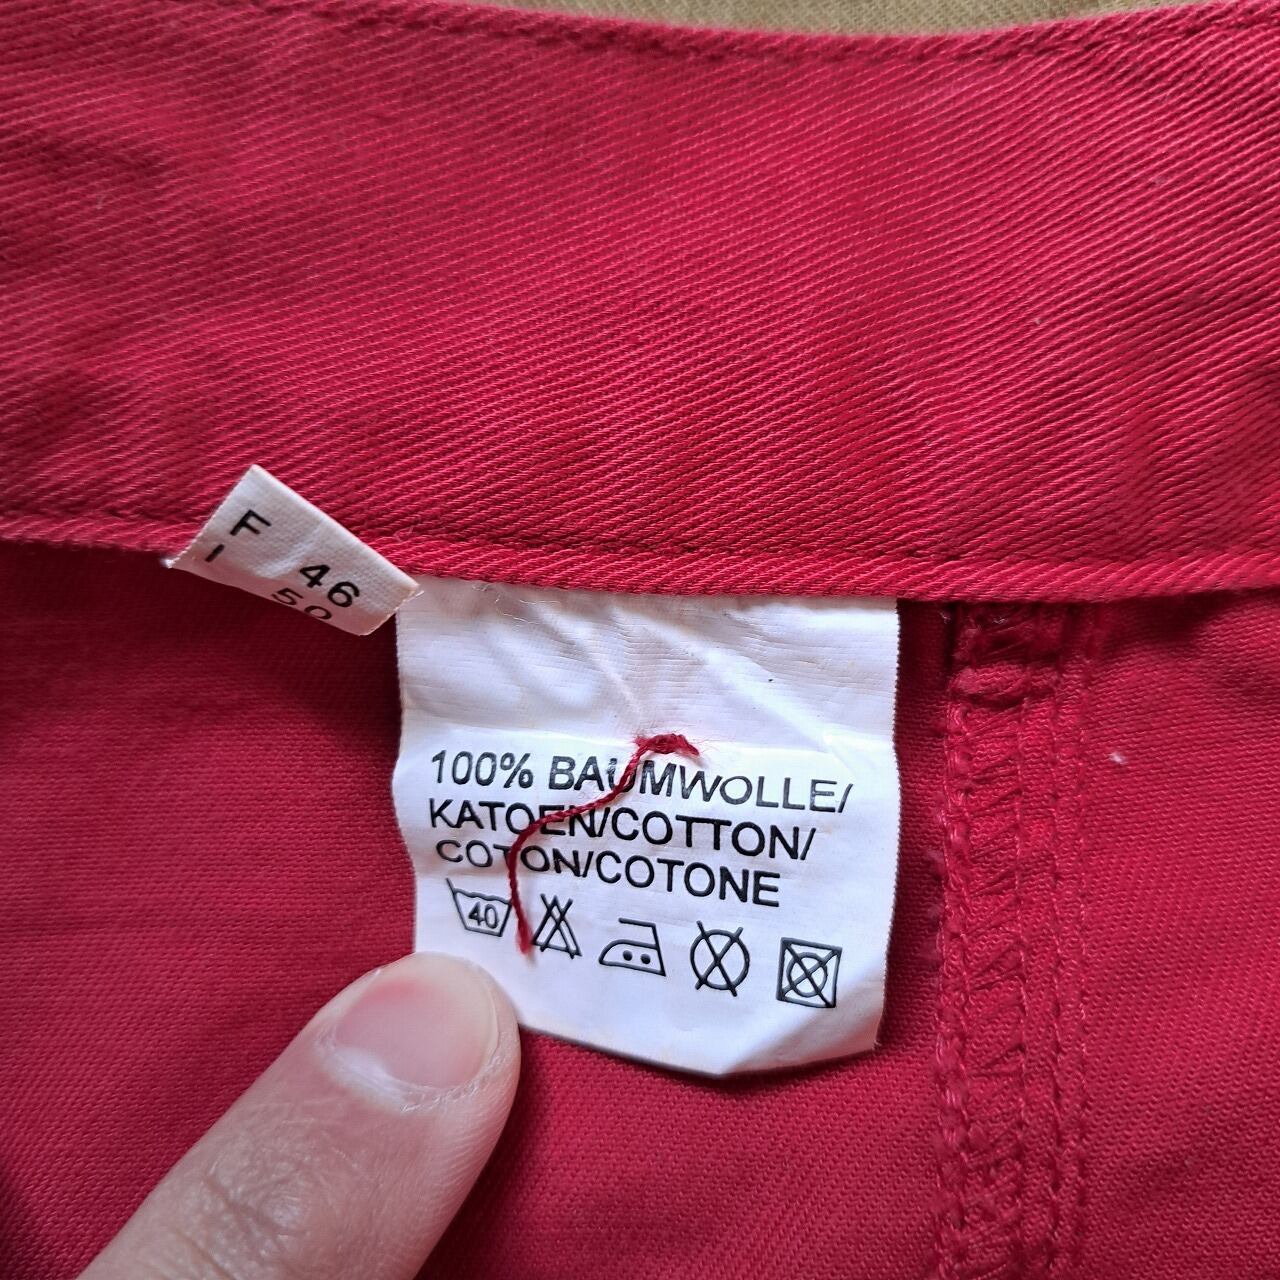 F 46
I 50
100% BAUMWOLLE/
KATOEN/COTTON/
COTON/COTONE
40